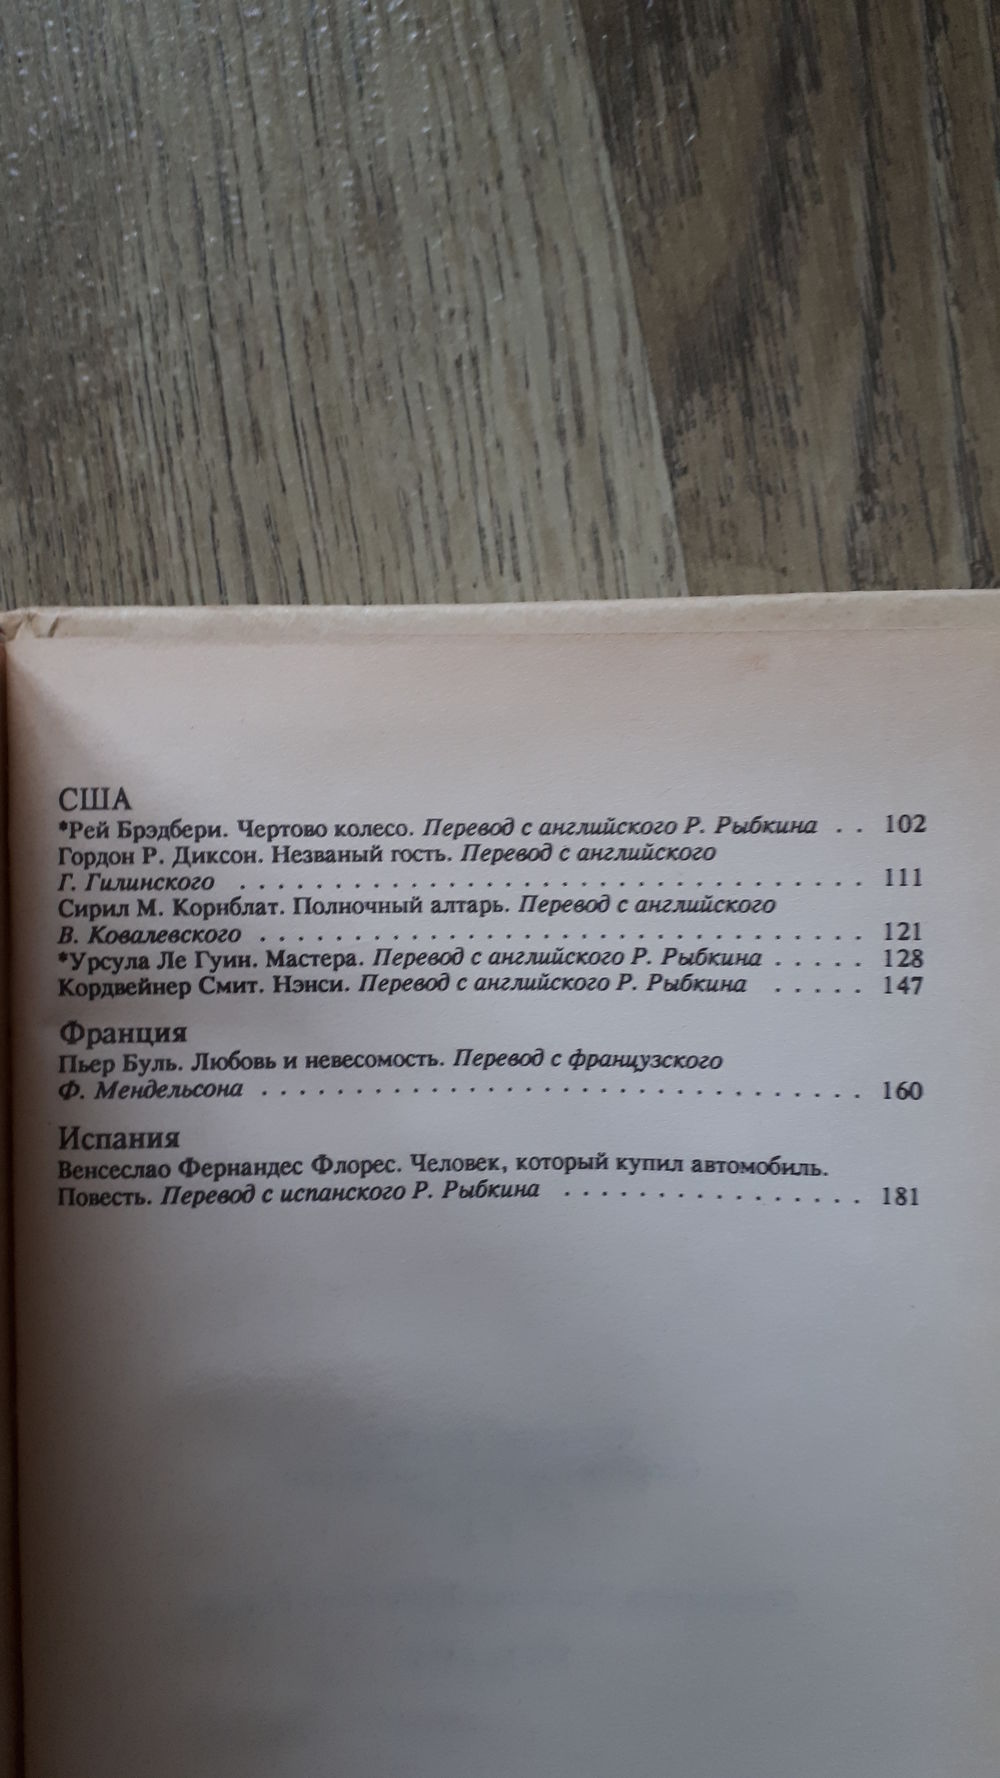 США
*Рей Брэдбери. Чертово колесо. Перевод с английского Р. Рыбкина . . 102
Гордон Р. Диксон. Незваный гость. Перевод с английского
Г. Гилинского . . . . . . . . . . . . . . . . . . . . . . . . . . . . . . . . . 111
Сирил М. Корнблат. Полночный алтарь. Перевод с английского
В. Ковалевского . . . . . . . . . . . . . . . . . . . . . . . . . . . . . . . . 121
*Урсула Ле Гуин. Мастера. Перевод с английского Р. Рыбкина . . . . . 128
Кордвейнер Смит. Нэнси. Перевод с английского Р. Рыбкина . . . . . 147
Франция
Пьер Буль. Любовь и невесомость. Перевод с французского
Ф. Мендельсона . . . . . . . . . . . . . . . . . . . . . . . . . . . . . . . . 160
Испания
Венсеслао Фернандес Флорес. Человек, который купил автомобиль.
Повесть. Перевод с испанского Р. Рыбкина . . . . . . . . . . . . . . . . 181